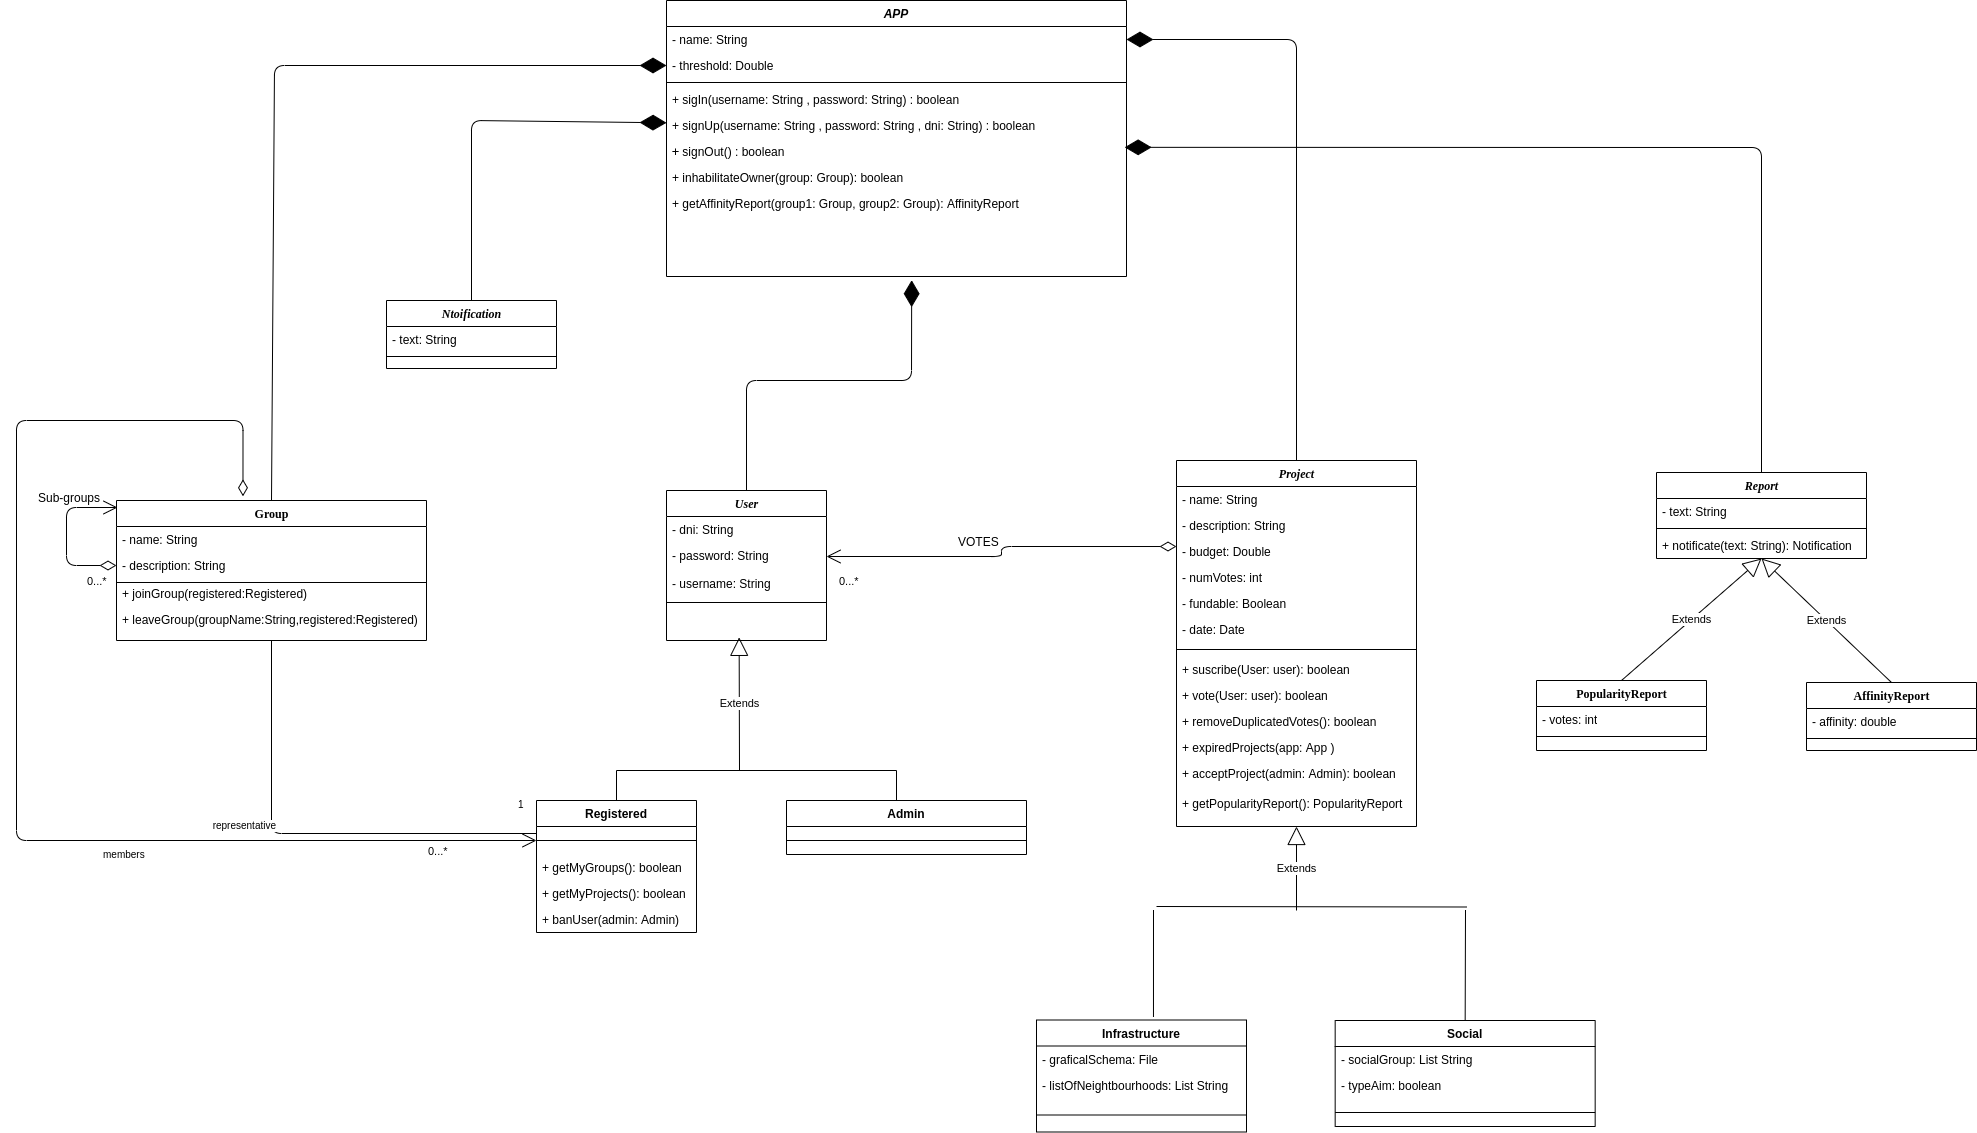 APP
- name: String
- threshold: Double
+ sigIn(username: String , password: String) : boolean
+ signUp(username: String , password: String , dni: String) : boolean
+ signOut() : boolean
+ inhabilitateOwner(group: Group): boolean
+ getAffinityReport(group1: Group, group2: Group): AffinityReport
Ntoification
- text: String
Sub-groups
0...*
Group
- name: String
- description: String
+ joinGroup(registered:Registered)
+ leaveGroup(groupName:String,registered:Registered)
User
- dni: String
- password: String
- username: String
VOTES
0...*
Project
- name: String
- description: String
- budget: Double
- numVotes: int
- fundable: Boolean
- date: Date
+ suscribe(User: user): boolean
+ vote(User: user): boolean
+ removeDuplicatedVotes(): boolean
+ expiredProjects(app: App )
+ acceptProject(admin: Admin): boolean
+ getPopularityReport(): PopularityReport
Report
- text: String
+ notificate(text: String): Notification
Extends
Extends
PopularityReport
- votes: int
AffinityReport
- affinity: double
Extends
representative
1
members
0...*
Registered
+ getMyGroups(): boolean
+ getMyProjects(): boolean
+ banUser(admin: Admin)
Admin
Extends
Infrastructure
- graficalSchema: File
- listOfNeightbourhoods: List String
Social
- socialGroup: List String
- typeAim: boolean